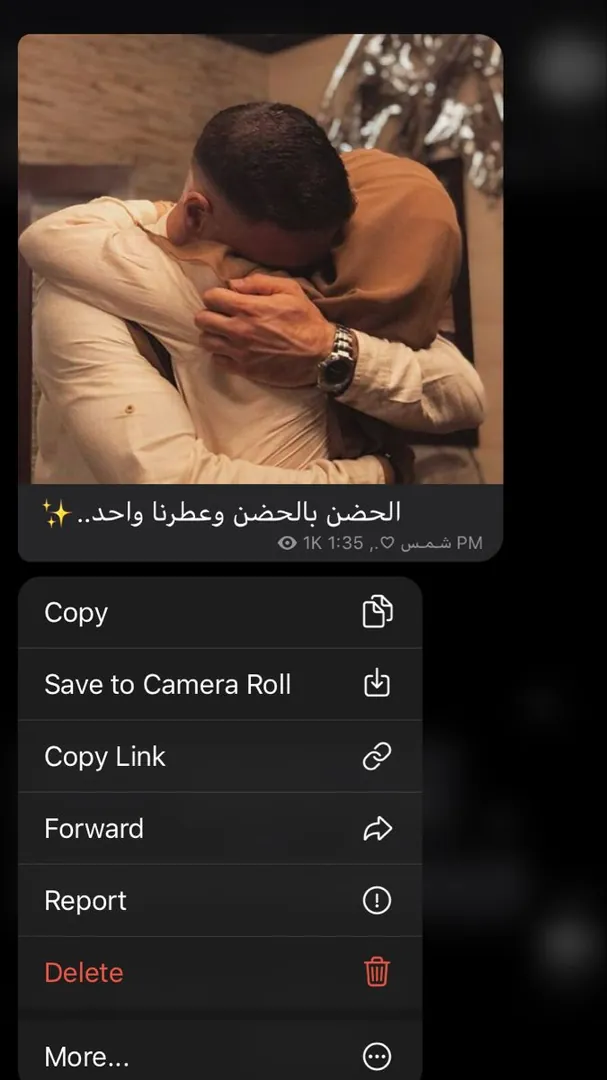 الحضن بالحضن وعطرنا واحد..✨
1K 1:35 ,.♡ شمـس PM
Copy
Save to Camera Roll
Copy Link
Forward
Report
Delete
More...